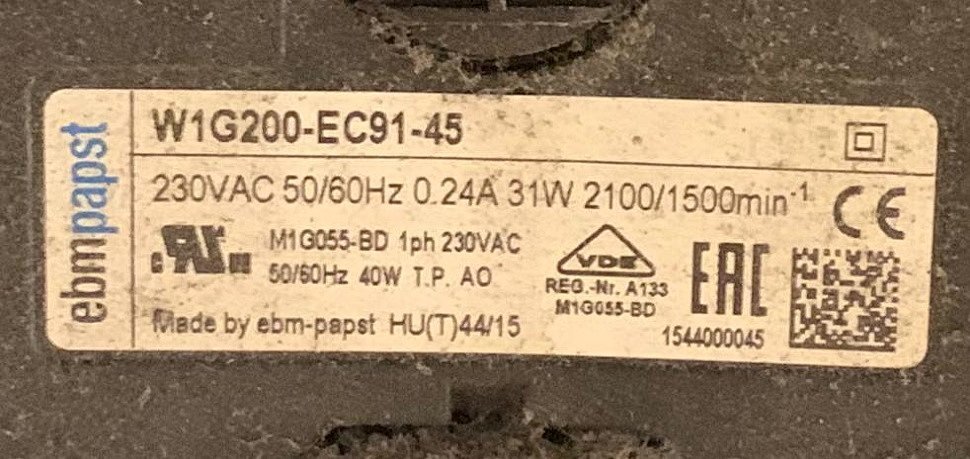 ebmpapst
W1G200-EC91-45
230VAC 50/60Hz 0.24A 31W 2100/1500min⁻¹
CE
M1G055-BD 1ph 230VAC
50/60Hz 40W T.P. AO
VDE
REG.-Nr. A133
M1G055-BD
EAC
Made by ebm-papst HU(T)44/15
1544000045